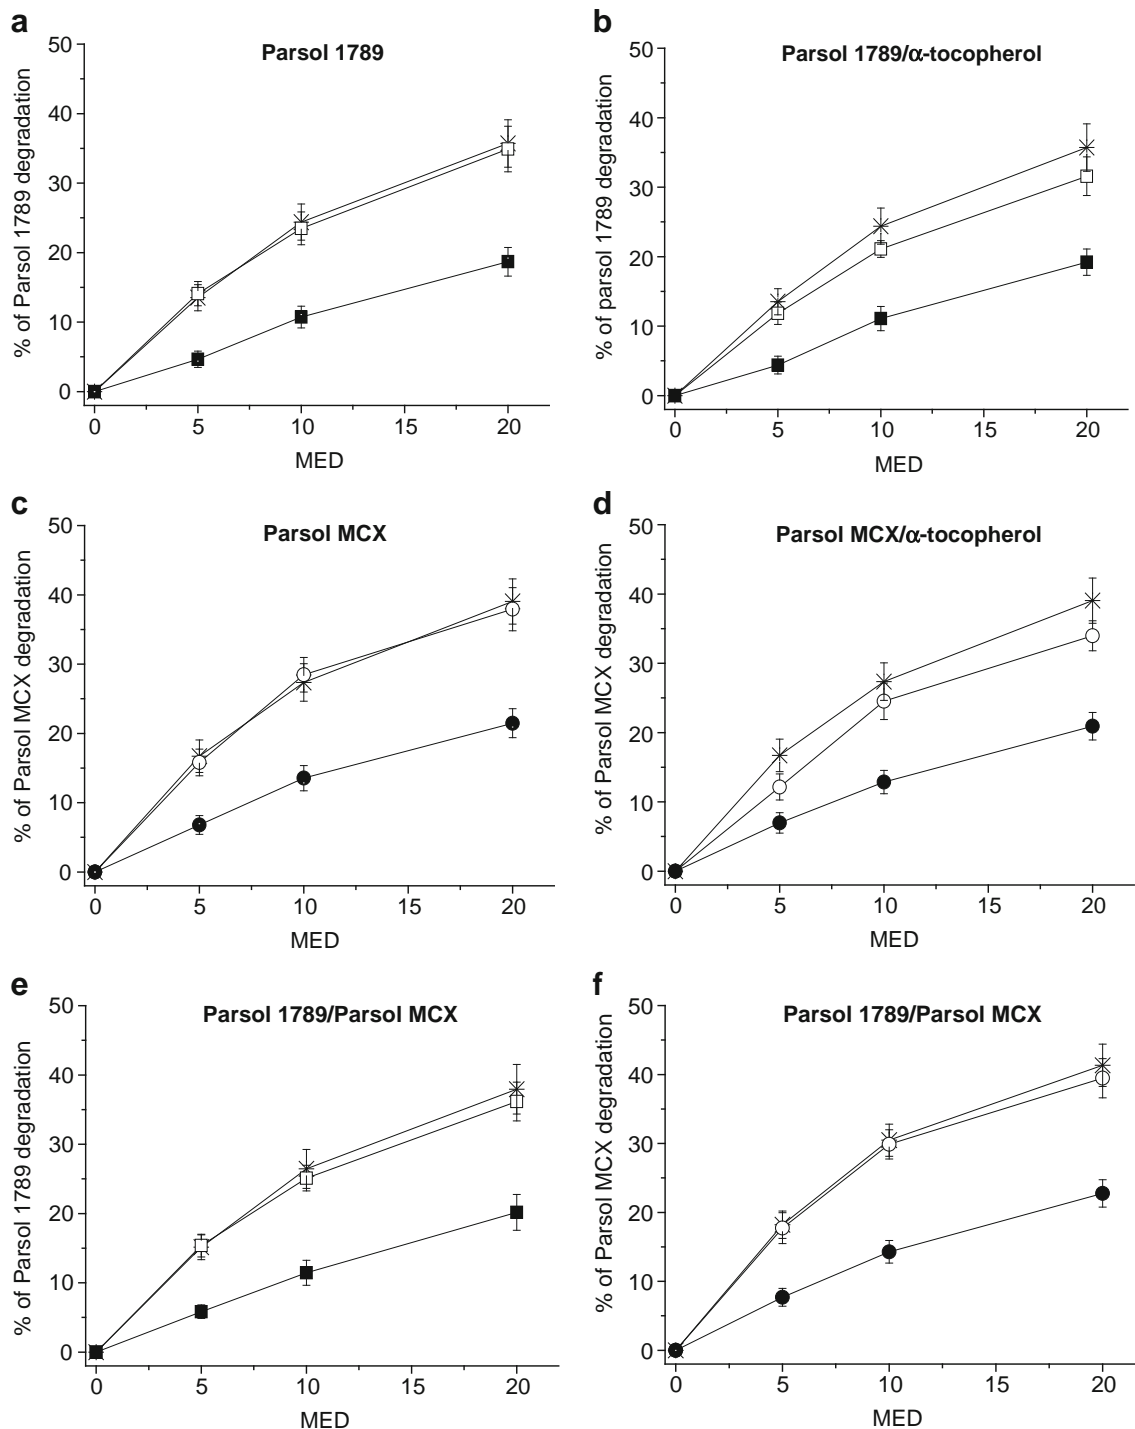 a
Parsol 1789
% of Parsol 1789 degradation
50
40
30
20
10
0
0 5 10 15 20
MED
b
Parsol 1789/α-tocopherol
% of parsol 1789 degradation
50
40
30
20
10
0
0 5 10 15 20
MED
c
Parsol MCX
% of Parsol MCX degradation
50
40
30
20
10
0
0 5 10 15 20
MED
d
Parsol MCX/α-tocopherol
% of Parsol MCX degradation
50
40
30
20
10
0
0 5 10 15 20
MED
e
Parsol 1789/Parsol MCX
% of Parsol 1789 degradation
50
40
30
20
10
0
0 5 10 15 20
MED
f
Parsol 1789/Parsol MCX
% of Parsol MCX degradation
50
40
30
20
10
0
0 5 10 15 20
MED